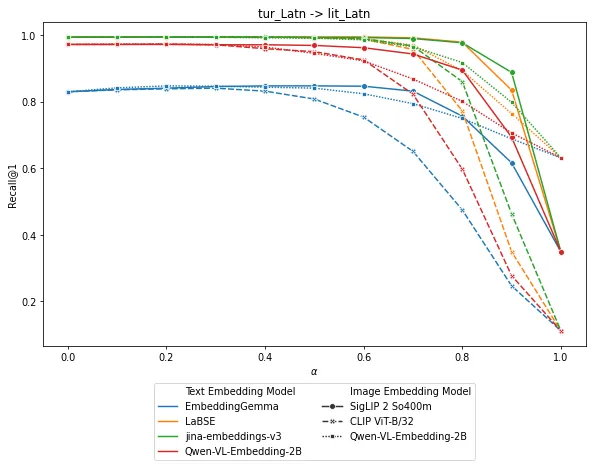 tur_Latn -> lit_Latn
1.0
0.8
0.6
0.4
0.2
Recall@1
0.0 0.2 0.4 0.6 0.8 1.0
α
Text Embedding Model Image Embedding Model
EmbeddingGemma SigLIP 2 So400m
LaBSE CLIP ViT-B/32
jina-embeddings-v3 Qwen-VL-Embedding-2B
Qwen-VL-Embedding-2B